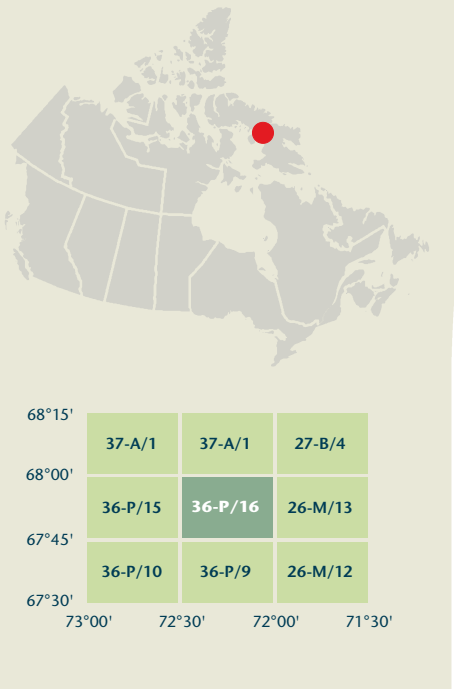 68°15'
37-A/1 37-A/1 27-B/4
68°00'
36-P/15 36-P/16 26-M/13
67°45'
36-P/10 36-P/9 26-M/12
67°30'
73°00' 72°30' 72°00' 71°30'